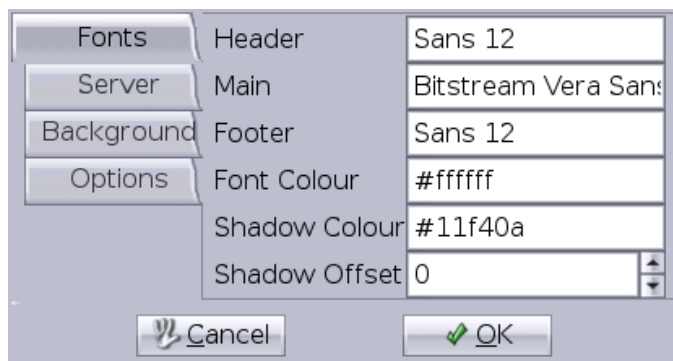 Fonts
Server
Background
Options
Header Sans 12
Main Bitstream Vera Sans
Footer Sans 12
Font Colour #ffffff
Shadow Colour #11f40a
Shadow Offset 0
Cancel OK